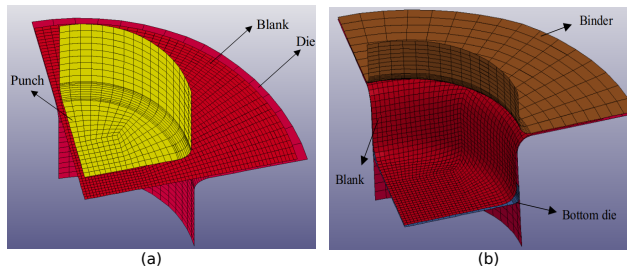 Blank
Die
Punch
(a)
Binder
Blank
Bottom die
(b)